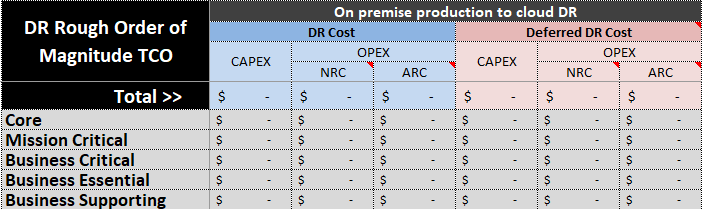 DR Rough Order of Magnitude TCO
On premise production to cloud DR
DR Cost Deferred DR Cost
CAPEX OPEX CAPEX OPEX
NRC ARC NRC ARC
Total >> $ - $ - $ - $ - $ - $ -
Core $ - $ - $ - $ - $ - $ -
Mission Critical $ - $ - $ - $ - $ - $ -
Business Critical $ - $ - $ - $ - $ - $ -
Business Essential $ - $ - $ - $ - $ - $ -
Business Supporting $ - $ - $ - $ - $ - $ -